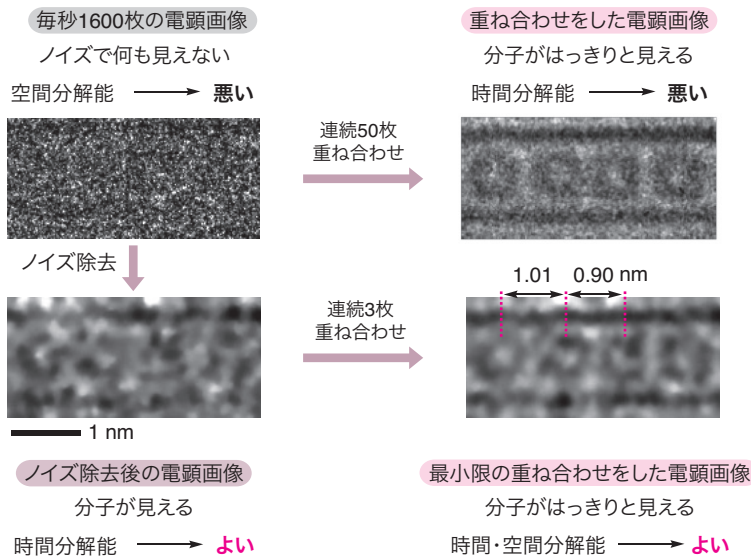 毎秒1600枚の電顕画像
ノイズで何も見えない
空間分解能 → 悪い
重ね合わせをした電顕画像
分子がはっきりと見える
時間分解能 → 悪い
連続50枚
重ね合わせ
ノイズ除去
1.01 0.90 nm
連続3枚
重ね合わせ
1 nm
ノイズ除去後の電顕画像
分子が見える
時間分解能 → よい
最小限の重ね合わせをした電顕画像
分子がはっきりと見える
時間・空間分解能 → よい